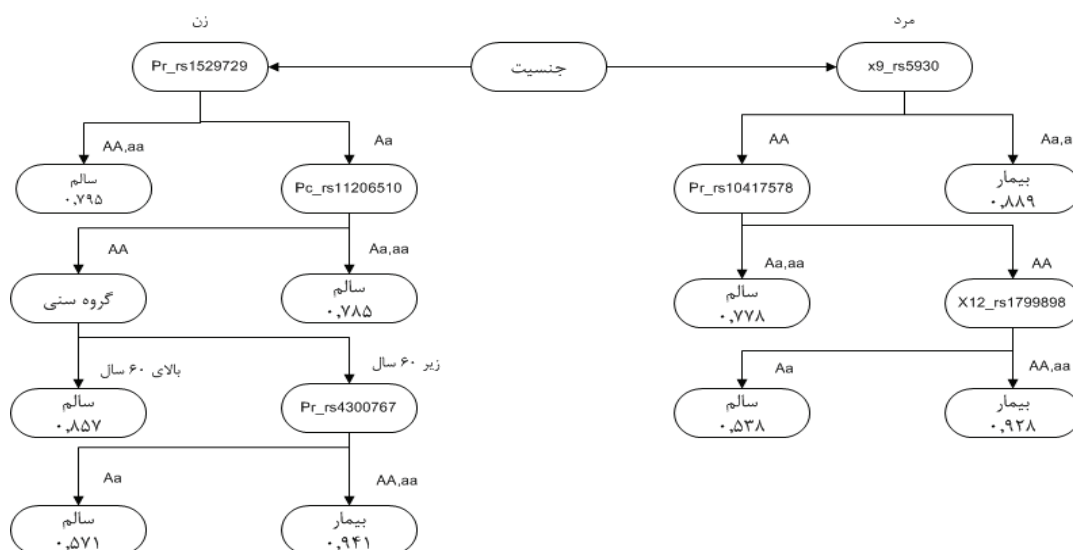 زن
مرد
Pr_rs1529729
جنسیت
x9_rs5930
AA,aa
Aa
AA
Aa,a
سالم
۰,۷۹۵
Pc_rs11206510
Pr_rs10417578
بیمار
۰,۸۸۹
AA
Aa,aa
Aa,aa
AA
گروه سنی
سالم
۰,۷۸۵
سالم
۰,۷۷۸
X12_rs1799898
بالای ۶۰ سال
زیر ۶۰ سال
Aa
AA,aa
سالم
۰,۸۵۷
Pr_rs4300767
سالم
۰,۵۳۸
بیمار
۰,۹۲۸
Aa
AA,aa
سالم
۰,۵۷۱
بیمار
۰,۹۴۱